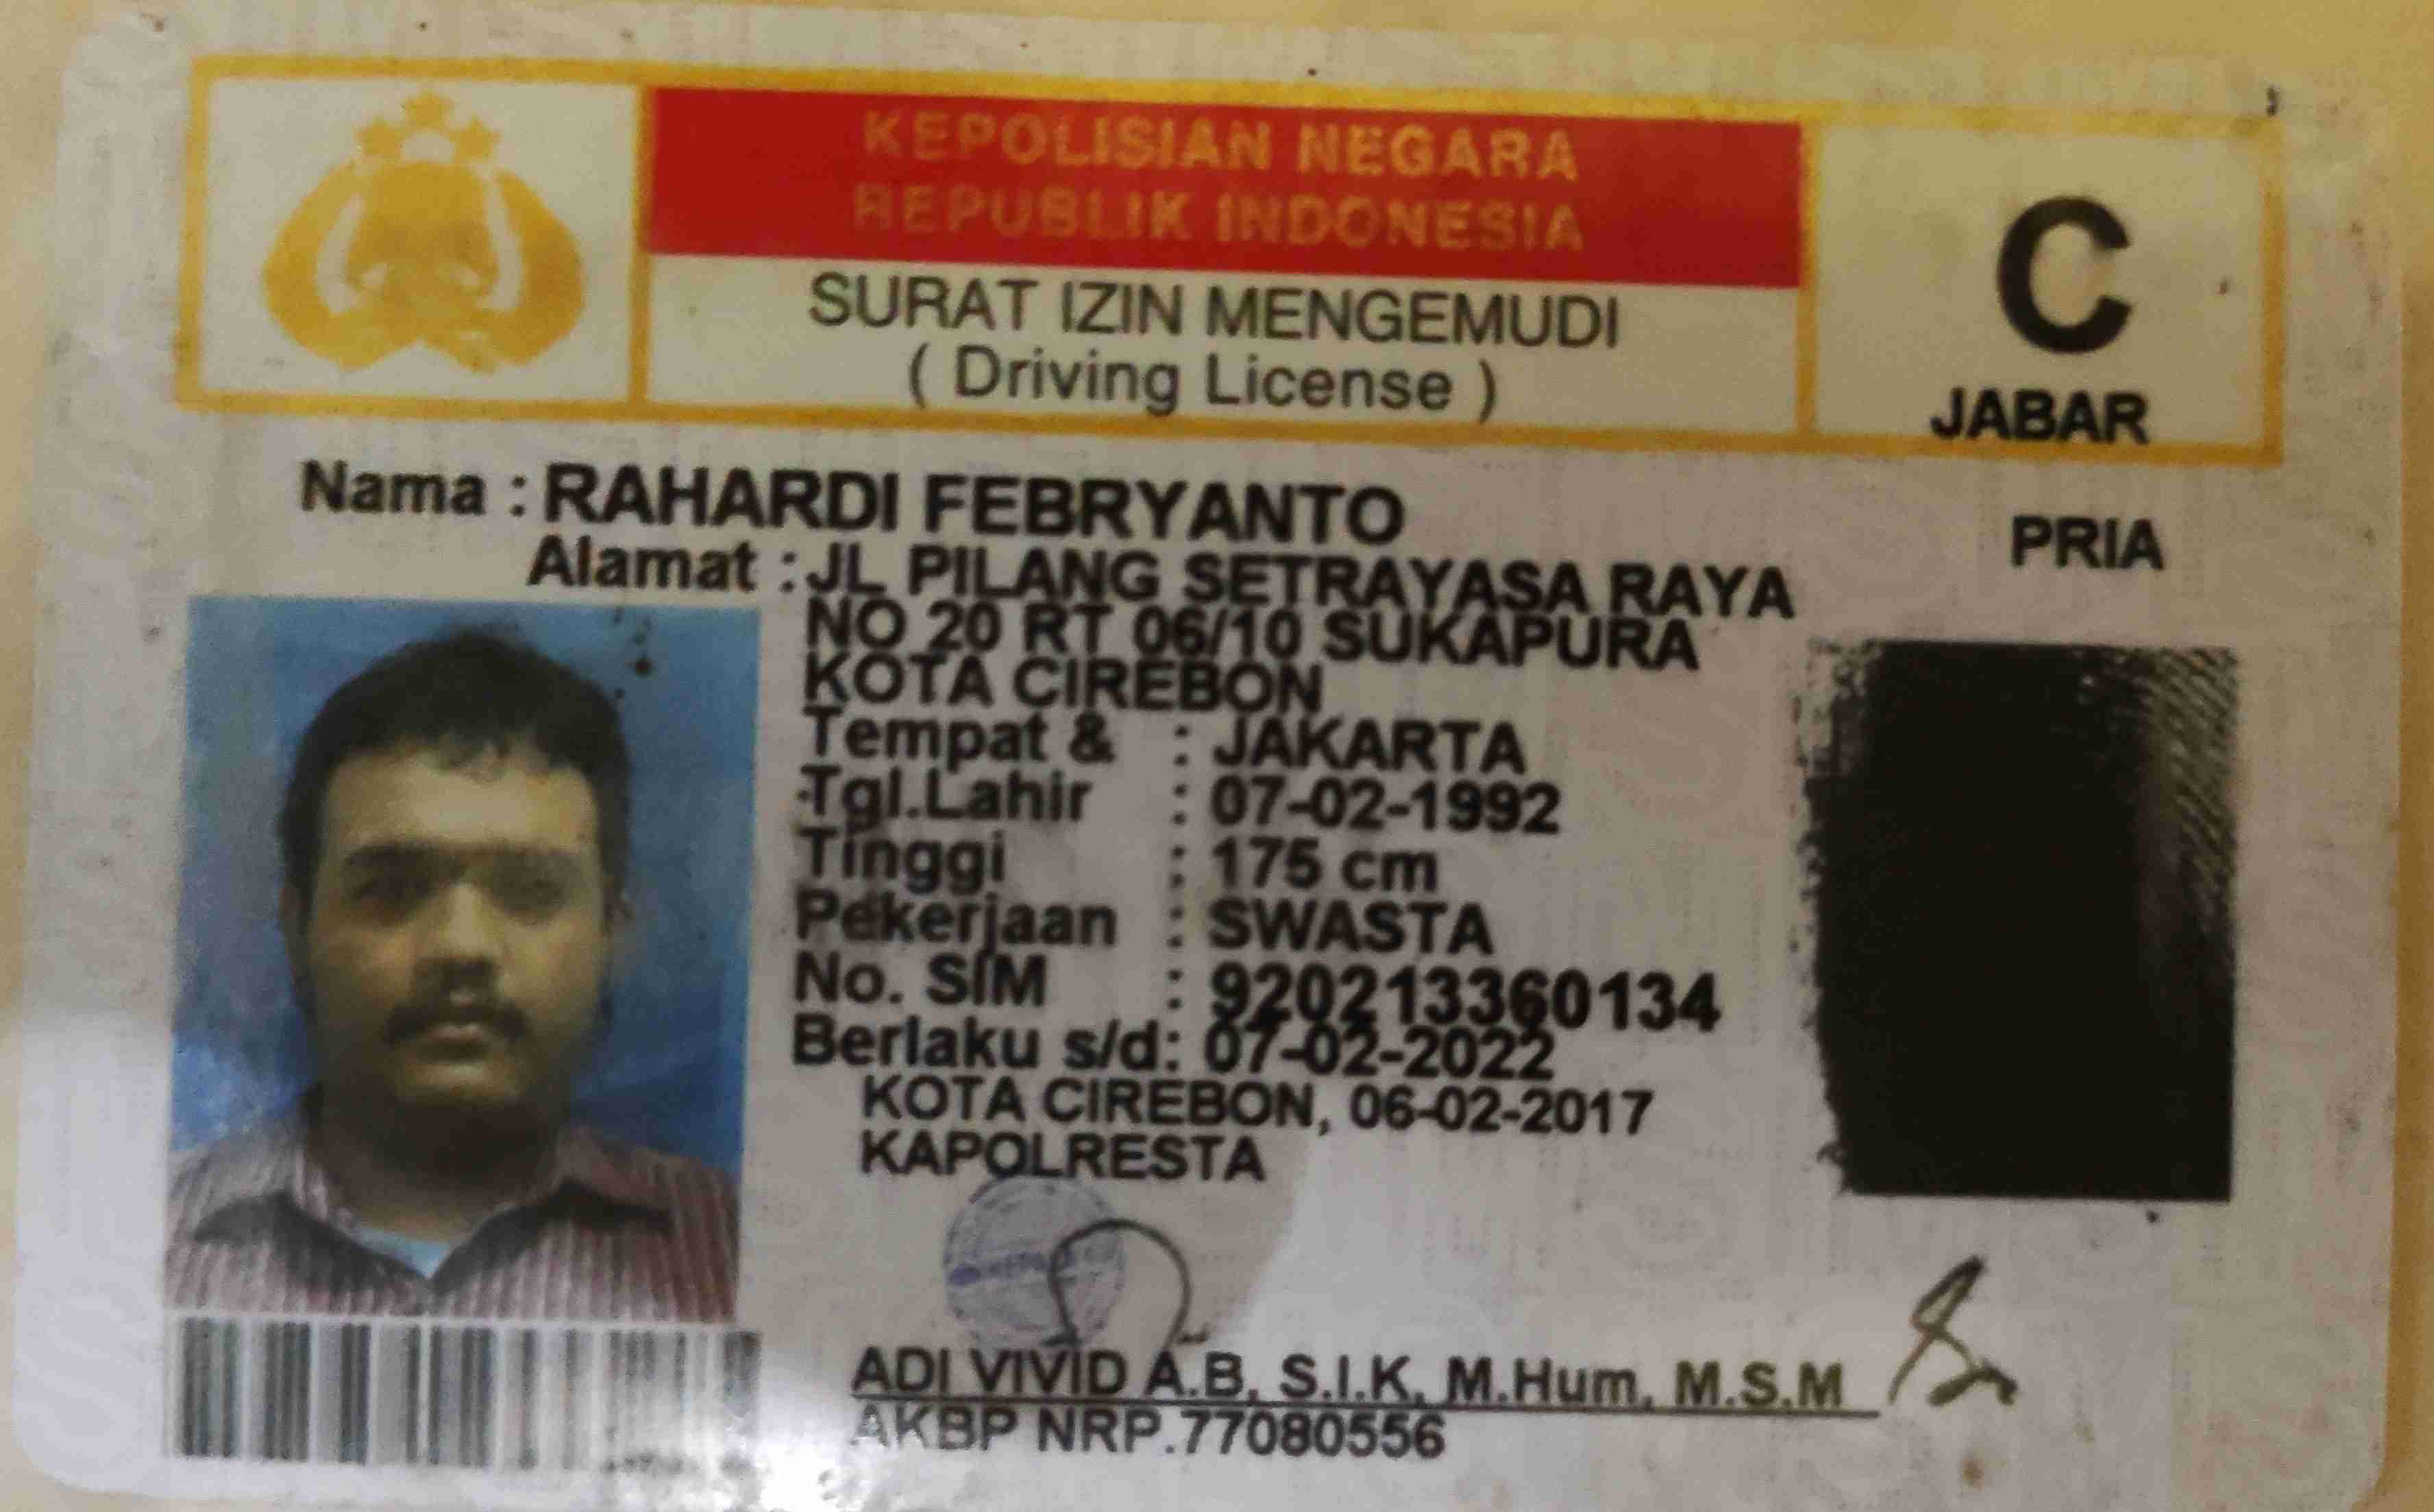 KEPOLISIAN NEGARA
REPUBLIK INDONESIA
SURAT IZIN MENGEMUDI
( Driving License )
C
JABAR
Nama : RAHARDI FEBRYANTO
PRIA
Alamat : JL PILANG SETRAYASA RAYA
NO 20 RT 06/10 SUKAPURA
KOTA CIREBON
Tempat & : JAKARTA
Tgl.Lahir : 07-02-1992
Tinggi : 175 cm
Pekerjaan : SWASTA
No. SIM : 920213360134
Berlaku s/d: 07-02-2022
KOTA CIREBON, 06-02-2017
KAPOLRESTA
ADI VIVID A.B, S.I.K, M.Hum, M.S.M
AKBP NRP.77080556